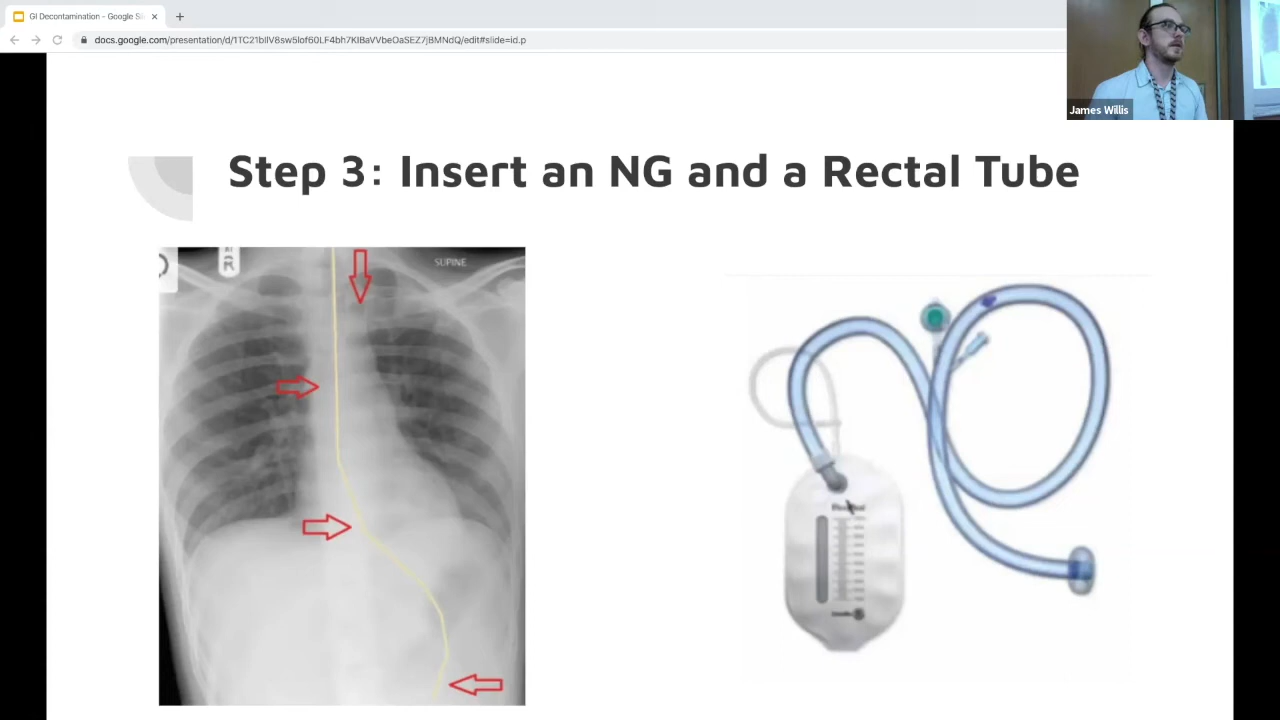 GI Decontamination - Google Sli
docs.google.com/presentation/d/1TC21bIlV8sw5lof60LF4bh7KIBaVVbeOaSEZ7jBMNdQ/edit#slide=id.p
James Willis
Step 3: Insert an NG and a Rectal Tube
SUPINE